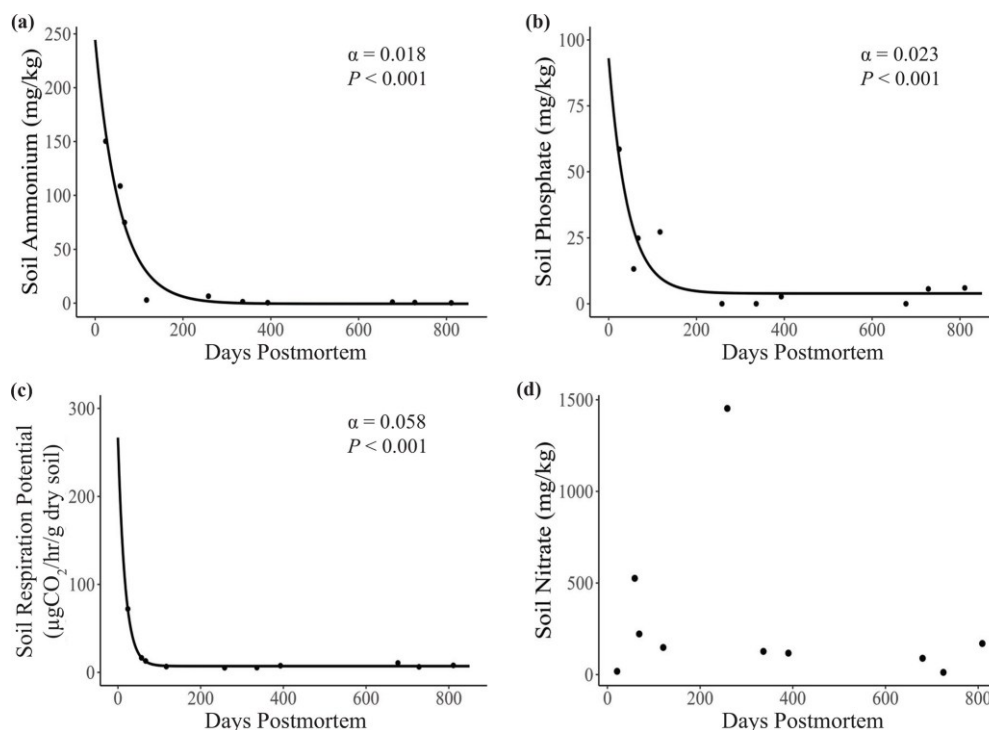 (a)
250
200
150
100
50
0
Soil Ammonium (mg/kg)
α = 0.018
P < 0.001
0 200 400 600 800
Days Postmortem
(b)
100
75
50
25
0
Soil Phosphate (mg/kg)
α = 0.023
P < 0.001
0 200 400 600 800
Days Postmortem
(c)
300
200
100
0
Soil Respiration Potential
(µgCO₂/hr/g dry soil)
α = 0.058
P < 0.001
0 200 400 600 800
Days Postmortem
(d)
1500
1000
500
0
Soil Nitrate (mg/kg)
0 200 400 600 800
Days Postmortem